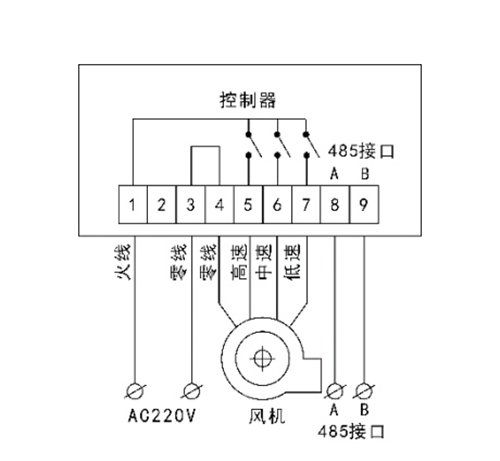 控制器
485接口
A B
1 2 3 4 5 6 7 8 9
火线 零线 零线 高速 中速 低速
AC220V 风机 A B
485接口